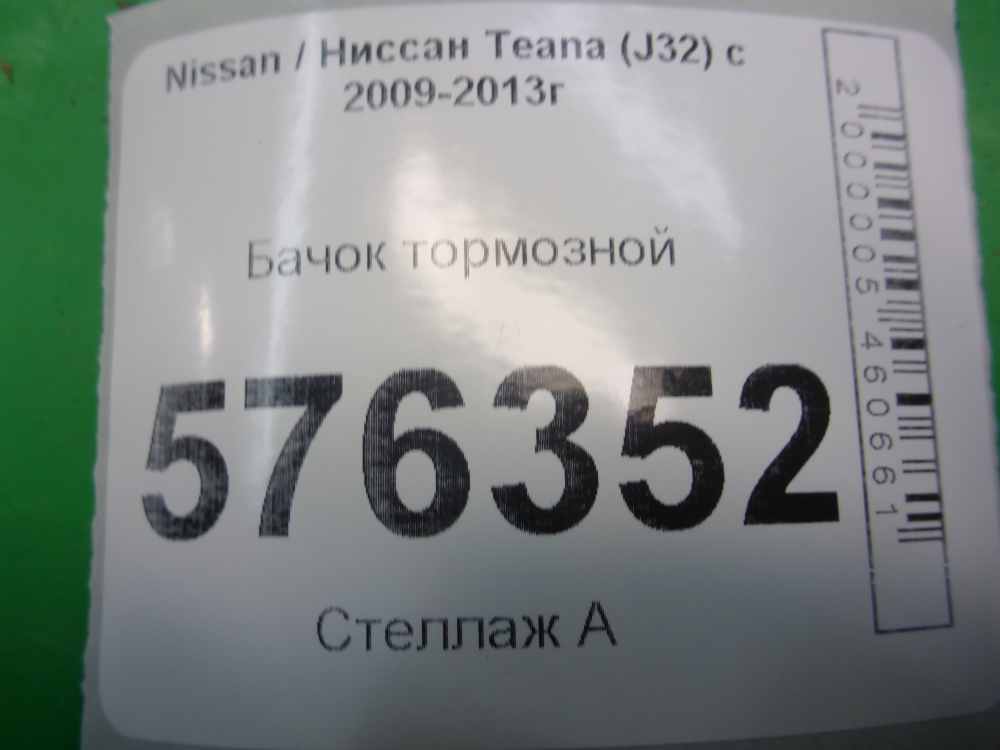 Nissan / Ниссан Teana (J32) с
2009-2013г
Бачок тормозной
576352
Стеллаж А
2000005460661